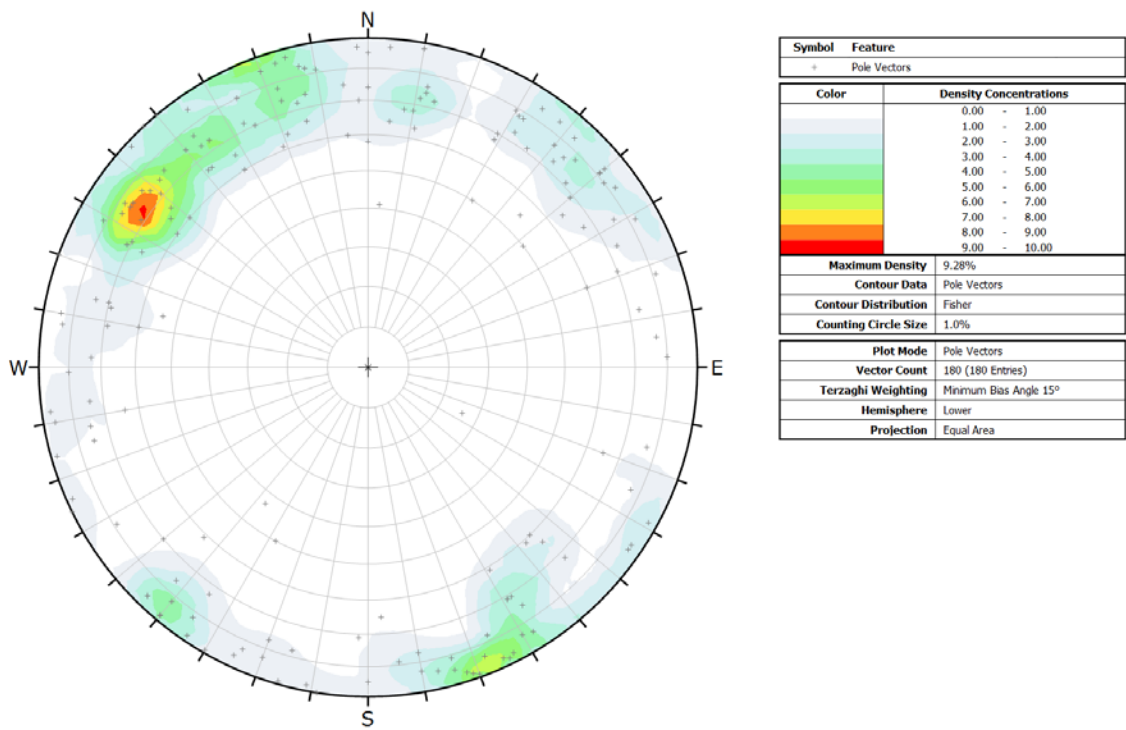 N
W
E
S
Symbol Feature
+ Pole Vectors
Color Density Concentrations
0.00 - 1.00
1.00 - 2.00
2.00 - 3.00
3.00 - 4.00
4.00 - 5.00
5.00 - 6.00
6.00 - 7.00
7.00 - 8.00
8.00 - 9.00
9.00 - 10.00
Maximum Density 9.28%
Contour Data Pole Vectors
Contour Distribution Fisher
Counting Circle Size 1.0%
Plot Mode Pole Vectors
Vector Count 180 (180 Entries)
Terzaghi Weighting Minimum Bias Angle 15°
Hemisphere Lower
Projection Equal Area